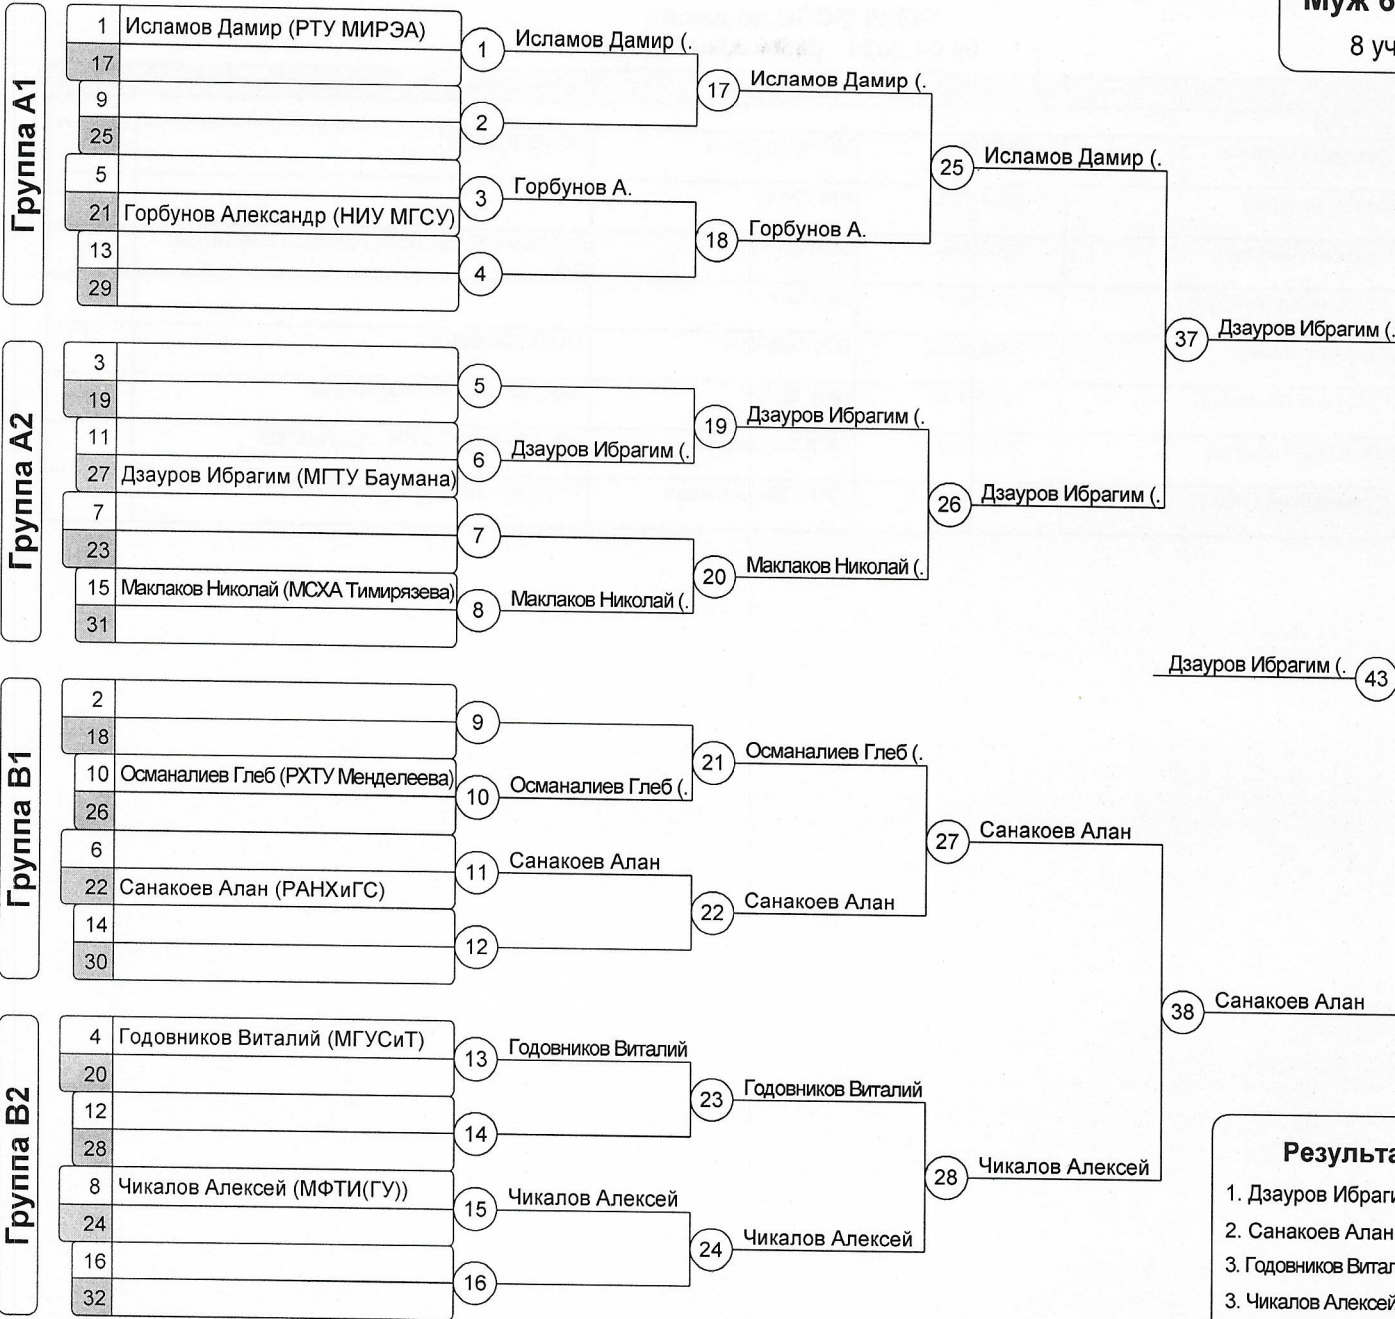 Муж 6
8 уч
Группа А1
1 Исламов Дамир (РТУ МИРЭА)
17
9
25
5
21 Горбунов Александр (НИУ МГСУ)
13
29
1 Исламов Дамир (.
2
3 Горбунов А.
4
17 Исламов Дамир (.
18 Горбунов А.
25 Исламов Дамир (.
Группа А2
3
19
11
27 Дзауров Ибрагим (МГТУ Баумана)
7
23
15 Маклаков Николай (МСХА Тимирязева)
31
5
6 Дзауров Ибрагим (.
7
8 Маклаков Николай (.
19 Дзауров Ибрагим (.
20 Маклаков Николай (.
26 Дзауров Ибрагим (.
37 Дзауров Ибрагим (.
Дзауров Ибрагим (. 43
Группа В1
2
18
10 Османалиев Глеб (РХТУ Менделеева)
26
6
22 Санакоев Алан (РАНХиГС)
14
30
9
10 Османалиев Глеб (.
11 Санакоев Алан
12
21 Османалиев Глеб (.
22 Санакоев Алан
27 Санакоев Алан
Группа В2
4 Годовников Виталий (МГУСиТ)
20
12
28
8 Чикалов Алексей (МФТИ(ГУ))
24
16
32
13 Годовников Виталий
14
15 Чикалов Алексей
16
23 Годовников Виталий
24 Чикалов Алексей
28 Чикалов Алексей
38 Санакоев Алан
Результа
1. Дзауров Ибраги
2. Санакоев Алан
3. Годовников Витал
3. Чикалов Алексей